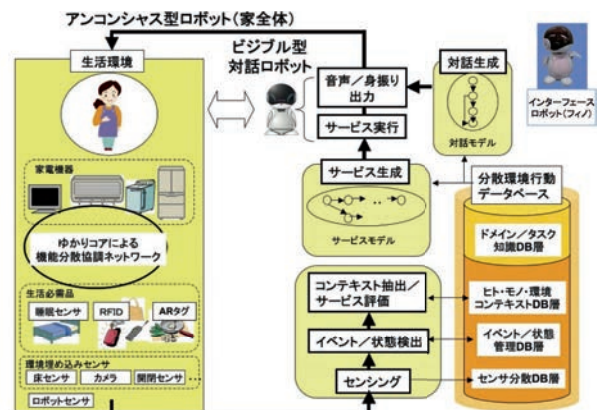 アンコンシャス型ロボット(家全体)
生活環境
ビジブル型
対話ロボット
家電機器
ゆかりコアによる
機能分散協調ネットワーク
生活必需品
睡眠センサ
RFID
ARタグ
環境埋め込みセンサ
床センサ
カメラ
開閉センサ
…
ロボットセンサ
音声/身振り
出力
サービス実行
対話生成
対話モデル
インターフェース
ロボット(フィノ)
サービス生成
‥
サービスモデル
分散環境行動
データベース
ドメイン/タスク
知識DB層
コンテキスト抽出/
サービス評価
ヒト・モノ・環境
コンテキストDB層
イベント/状態検出
イベント/状態
管理DB層
センシング
センサ分散DB層